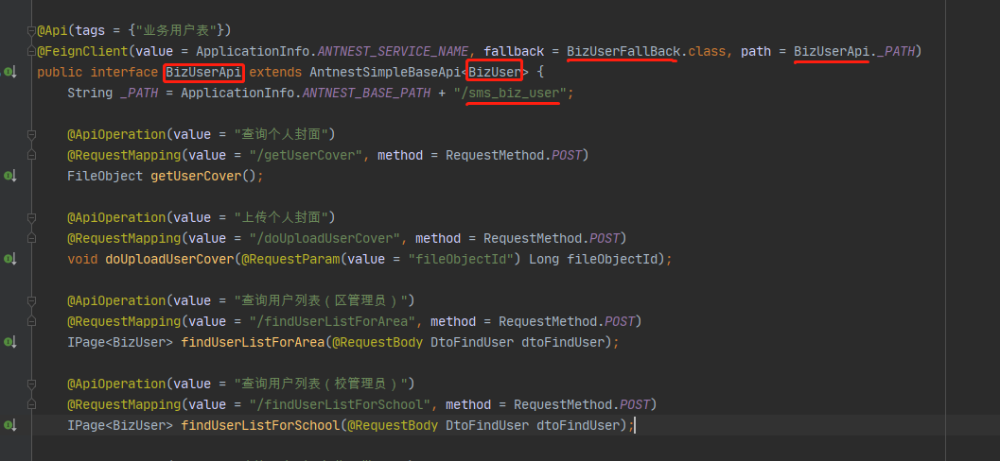 @Api(tags = {"业务用户表"})
@FeignClient(value = ApplicationInfo.ANTNEST_SERVICE_NAME, fallback = BizUserFallBack.class, path = BizUserApi._PATH)
public interface BizUserApi extends AntnestSimpleBaseApi<BizUser> {
String _PATH = ApplicationInfo.ANTNEST_BASE_PATH + "/sms_biz_user";
@ApiOperation(value = "查询个人封面")
@RequestMapping(value = "/getUserCover", method = RequestMethod.POST)
FileObject getUserCover();
@ApiOperation(value = "上传个人封面")
@RequestMapping(value = "/doUploadUserCover", method = RequestMethod.POST)
void doUploadUserCover(@RequestParam(value = "fileObjectId") Long fileObjectId);
@ApiOperation(value = "查询用户列表（区管理员）")
@RequestMapping(value = "/findUserListForArea", method = RequestMethod.POST)
IPage<BizUser> findUserListForArea(@RequestBody DtoFindUser dtoFindUser);
@ApiOperation(value = "查询用户列表（校管理员）")
@RequestMapping(value = "/findUserListForSchool", method = RequestMethod.POST)
IPage<BizUser> findUserListForSchool(@RequestBody DtoFindUser dtoFindUser);